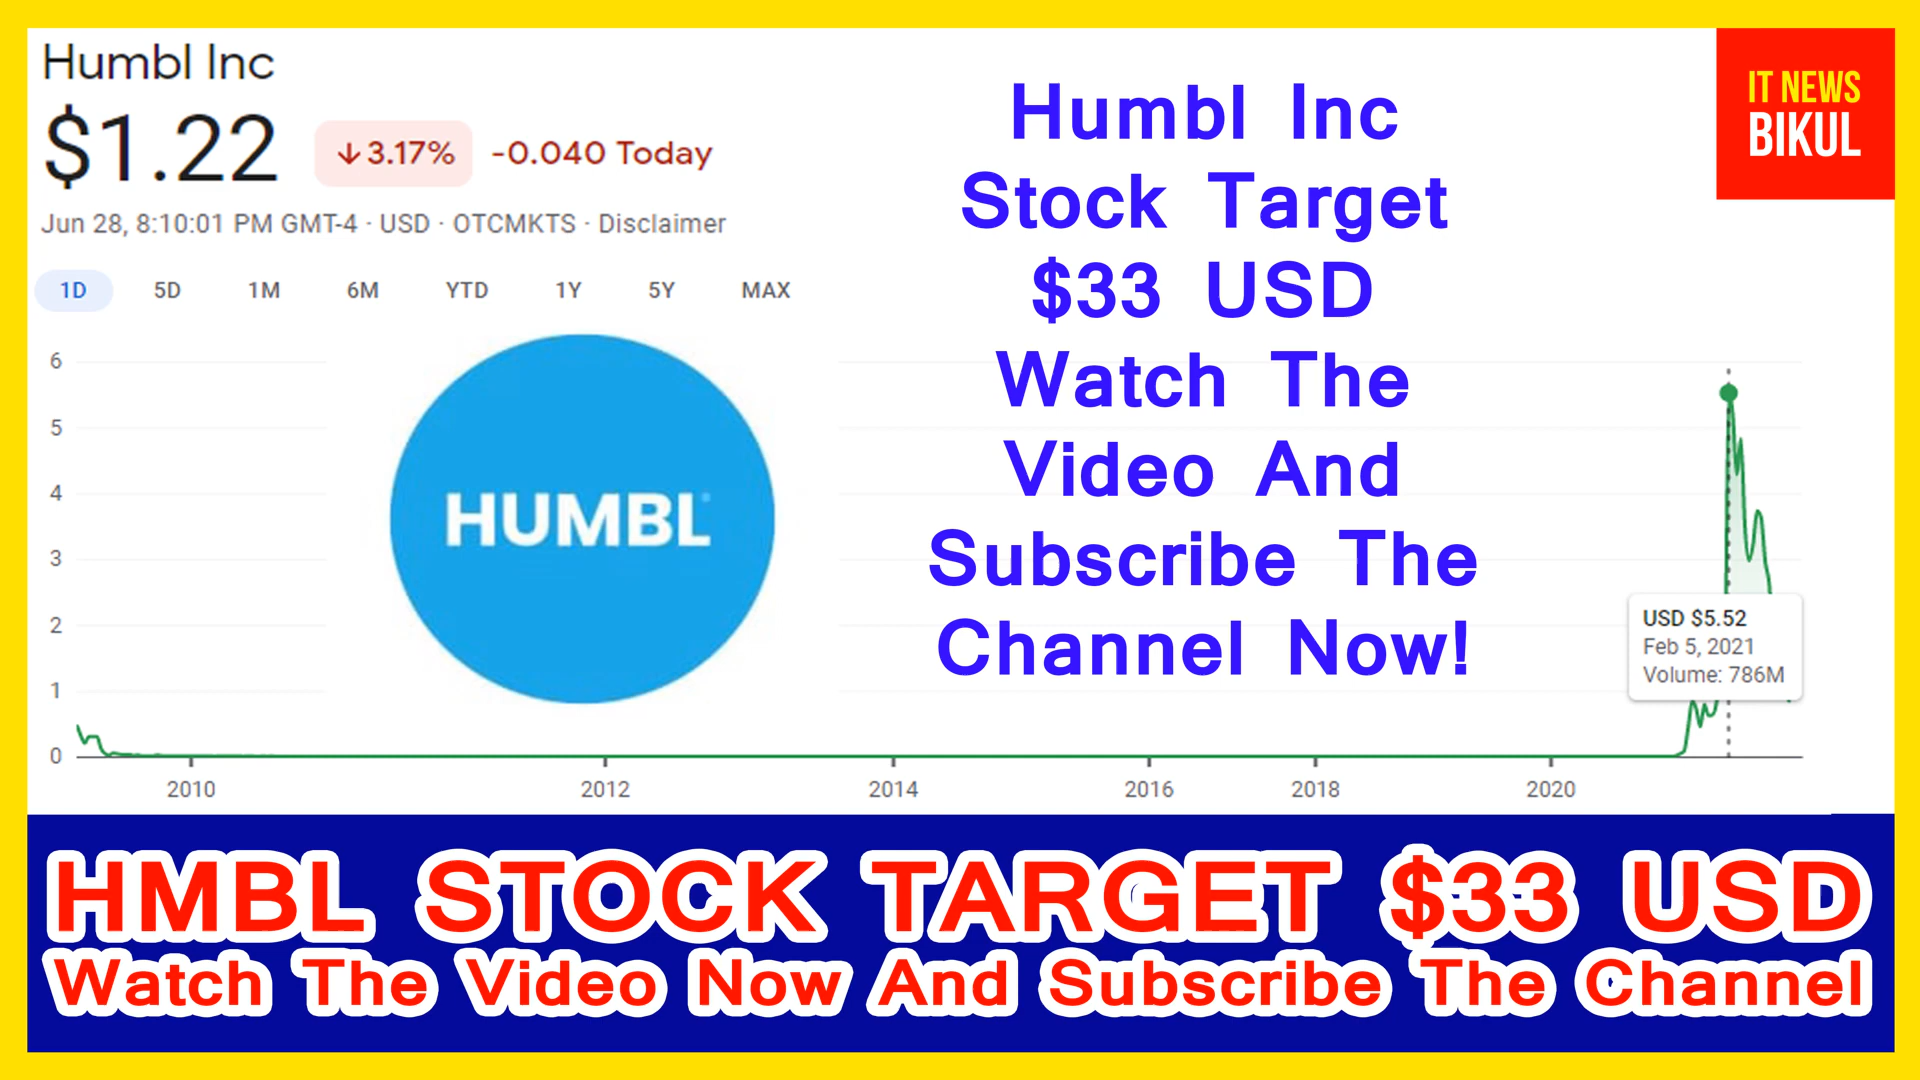 Humbl Inc
$1.22 ↓3.17% -0.040 Today
Jun 28, 8:10:01 PM GMT-4 · USD · OTCMKTS · Disclaimer
1D 5D 1M 6M YTD 1Y 5Y MAX
6
5
4
3
2
1
0
2010 2012 2014 2016 2018 2020
HUMBL
Humbl Inc
Stock Target
$33 USD
Watch The
Video And
Subscribe The
Channel Now!
IT NEWS
BIKUL
USD $5.52
Feb 5, 2021
Volume: 786M
HMBL STOCK TARGET $33 USD
Watch The Video Now And Subscribe The Channel